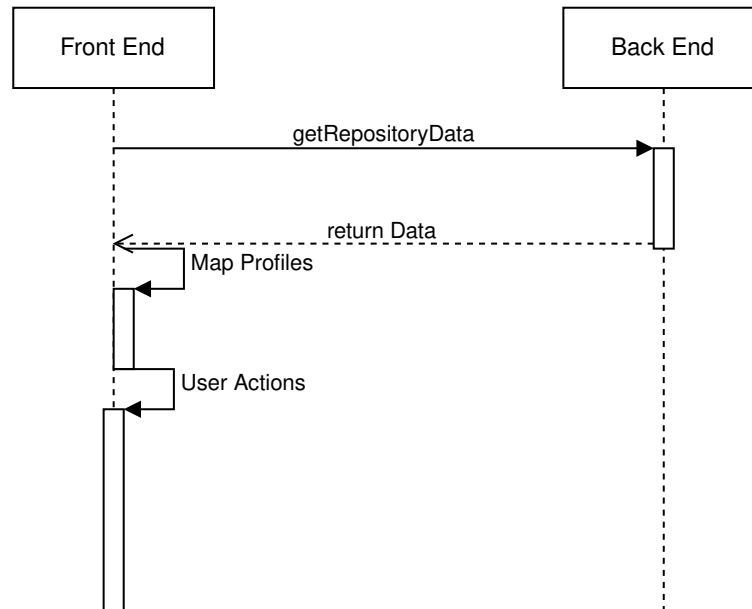 Front End
Back End
getRepositoryData
return Data
Map Profiles
User Actions